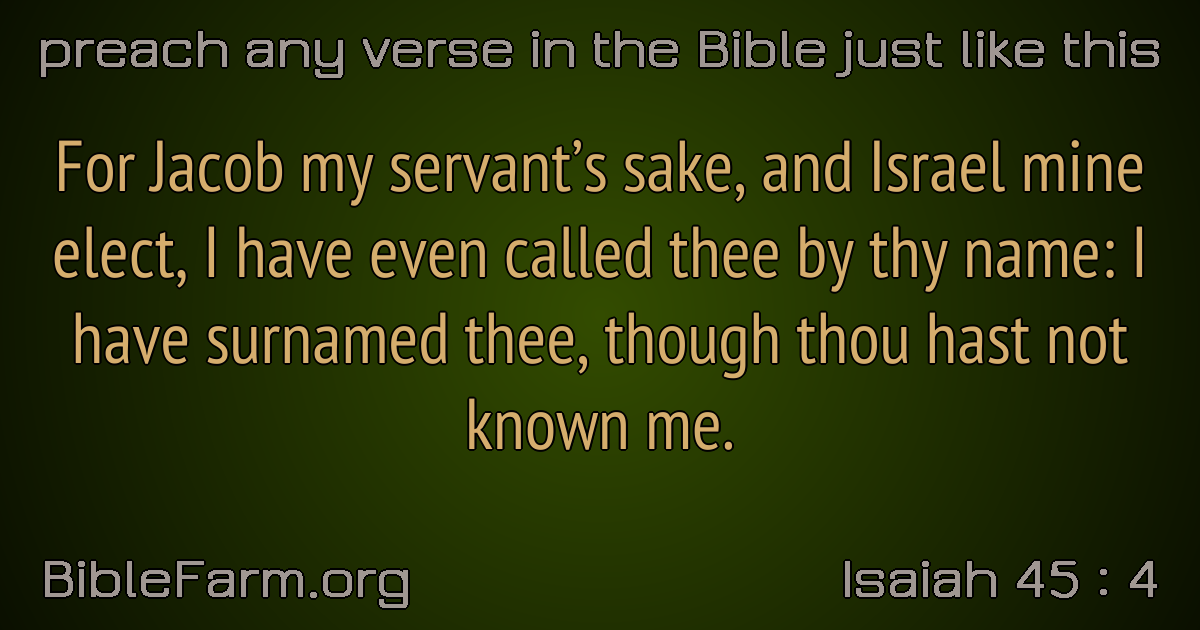 preach any verse in the Bible just like this
For Jacob my servant’s sake, and Israel mine
elect, I have even called thee by thy name: I
have surnamed thee, though thou hast not
known me.
BibleFarm.org
Isaiah 45 : 4